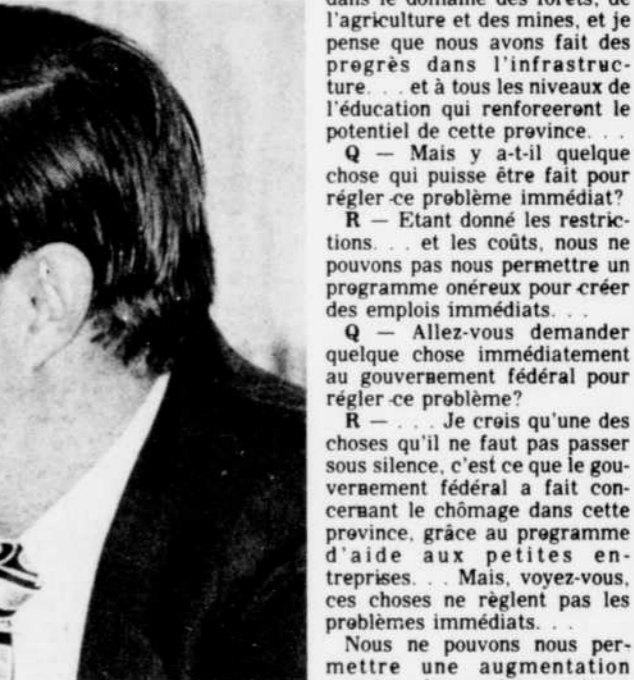 dans le domaine des forêts, de
l'agriculture et des mines, et je
pense que nous avons fait des
progrès dans l'infrastruc-
ture. . . et à tous les niveaux de
l'éducation qui renforceront le
potentiel de cette province. . .
Q — Mais y a-t-il quelque
chose qui puisse être fait pour
régler ce problème immédiat?
R — Etant donné les restric-
tions. . . et les coûts, nous ne
pouvons pas nous permettre un
programme onéreux pour créer
des emplois immédiats. . .
Q — Allez-vous demander
quelque chose immédiatement
au gouvernement fédéral pour
régler ce problème?
R — . . . Je crois qu'une des
choses qu'il ne faut pas passer
sous silence, c'est ce que le gou-
vernement fédéral a fait con-
cernant le chômage dans cette
province, grâce au programme
d'aide aux petites en-
treprises. . . Mais, voyez-vous,
ces choses ne règlent pas les
problèmes immédiats. . .
Nous ne pouvons nous per-
mettre une augmentation